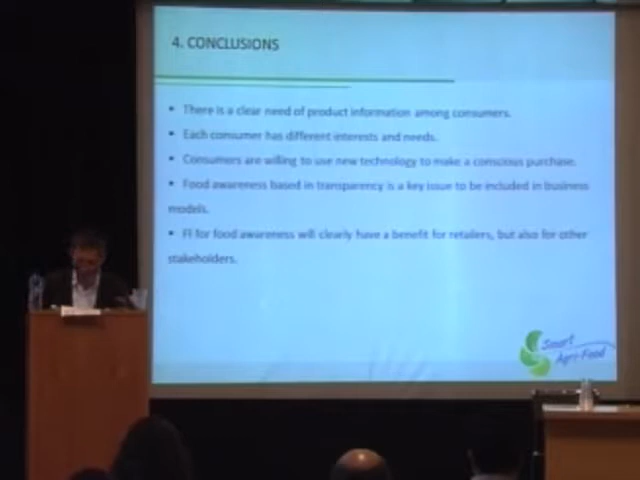 4. CONCLUSIONS
▪ There is a clear need of product information among consumers.
▪ Each consumer has different interests and needs.
▪ Consumers are willing to use new technology to make a conscious purchase.
▪ Food awareness based in transparency is a key issue to be included in business
models.
▪ FI for food awareness will clearly have a benefit for retailers, but also for other
stakeholders.
Smart
Agri-Food